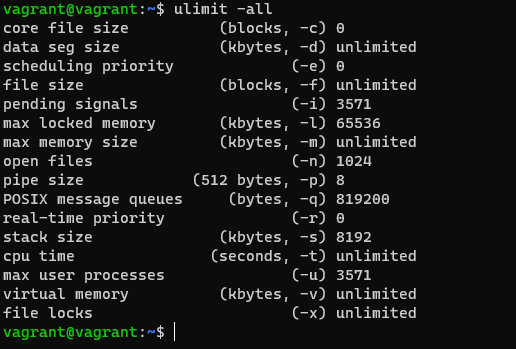 vagrant@vagrant:~$ ulimit -all
core file size          (blocks, -c) 0
data seg size           (kbytes, -d) unlimited
scheduling priority             (-e) 0
file size               (blocks, -f) unlimited
pending signals                 (-i) 3571
max locked memory       (kbytes, -l) 65536
max memory size         (kbytes, -m) unlimited
open files                      (-n) 1024
pipe size            (512 bytes, -p) 8
POSIX message queues     (bytes, -q) 819200
real-time priority              (-r) 0
stack size              (kbytes, -s) 8192
cpu time               (seconds, -t) unlimited
max user processes              (-u) 3571
virtual memory          (kbytes, -v) unlimited
file locks                      (-x) unlimited
vagrant@vagrant:~$